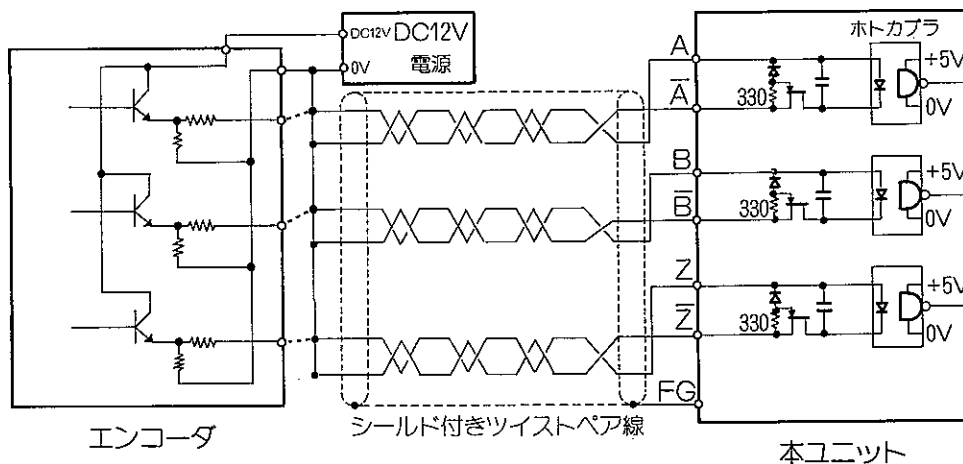 DC12V DC12V
電源
0V
ホトカプラ
A
+5V
A̅
330
0V
B
+5V
B̅
330
0V
Z
+5V
Z̅
330
0V
FG
シールド付きツイストペア線
エンコーダ
本ユニット